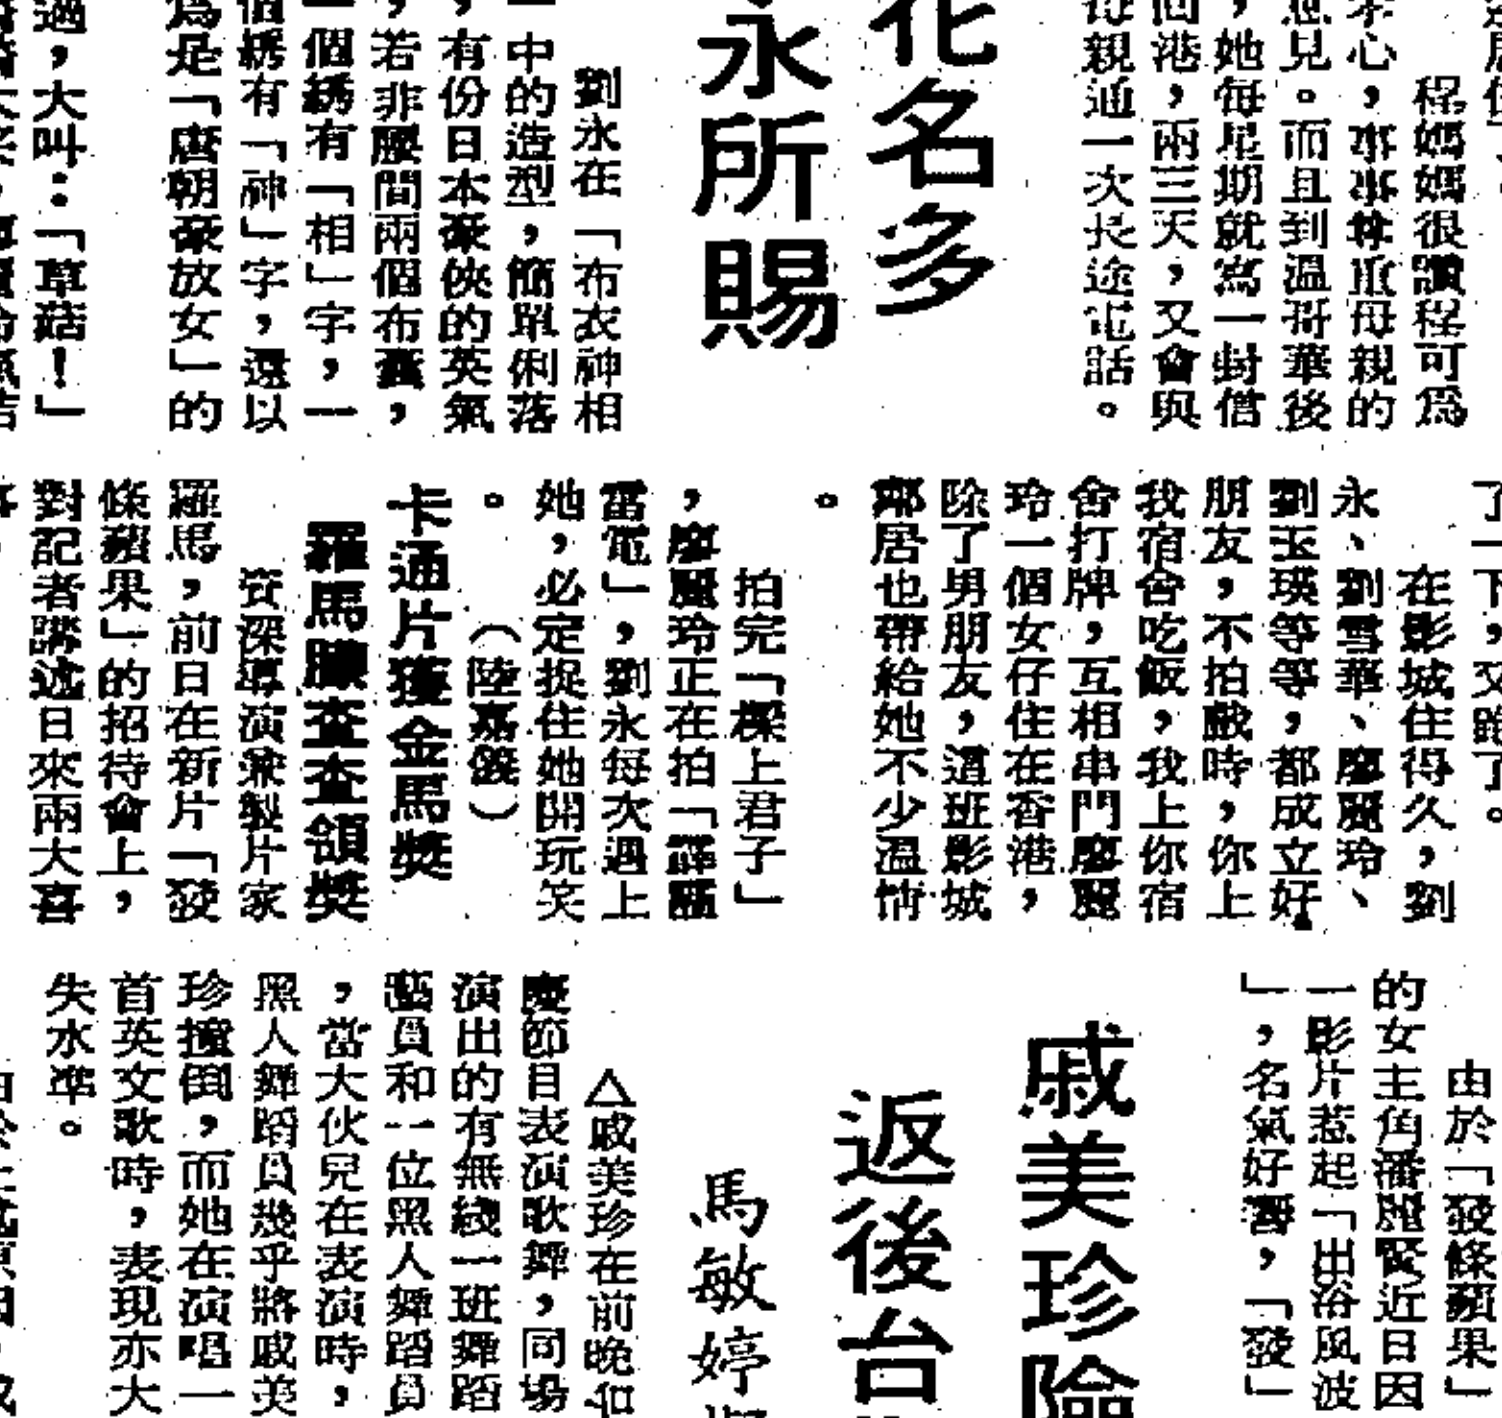 程媽媽很讚程可為
本心，事事尊重母親的
意見。而且到溫哥華後
，她每星期就寫一封信
回港，兩三天，又會與
母親通一次長途電話。
花名多
永所賜
劉永在「布衣神相
中的造型，簡單俐落
，有份日本豪俠的英氣
，若非腰間兩個布囊，
一個綉有「相」字，一
個綉有「神」字，還以
為是「唐朝豪放女」的
過，大叫：「草菇！」
了一下，又跑了。
在影城住得久，劉
永、劉雪華、廖麗玲、
劉玉瑛等等，都成立好
朋友，不拍戲時，你上
我宿舍吃飯，我上你宿
舍打牌，互相串門廖麗
玲一個女仔住在香港，
除了男朋友，這班影城
鄰居也帶給她不少溫情
。
拍完「樑上君子」
，廖麗玲正在拍「霹靂
雷電」，劉永每次遇上
她，必定捉住她開玩笑
。（陸嘉儀）
卡通片獲金馬獎
羅馬賺查查領獎
資深導演兼製片家
羅馬，前日在新片「發
條蘋果」的招待會上，
對記者講述日來兩大喜
事，
由於「發條蘋果」
的女主角潘麗賢近日因
一影片惹起「出浴風波
」，名氣好響，「發」
戚美珍險
返後台
馬敏婷
△戚美珍在前晚
慶節目表演歌舞，同場
演出的有無綫一班舞蹈
藝員和一位黑人舞蹈員
，當大伙兒在表演時，
黑人舞蹈員幾乎將戚美
珍撞倒，而她在演唱一
首英文歌時，表現亦大
失水準。